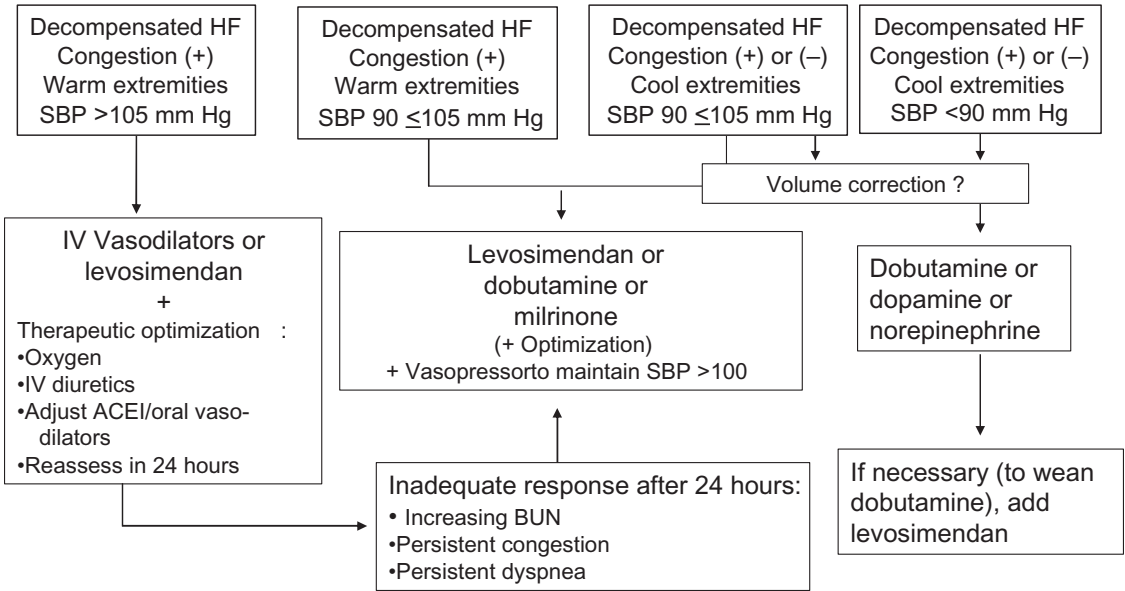 Decompensated HF
Congestion (+)
Warm extremities
SBP >105 mm Hg
Decompensated HF
Congestion (+)
Warm extremities
SBP 90 ≤105 mm Hg
Decompensated HF
Congestion (+) or (–)
Cool extremities
SBP 90 ≤105 mm Hg
Decompensated HF
Congestion (+) or (–)
Cool extremities
SBP <90 mm Hg
Volume correction ?
IV Vasodilators or
levosimendan
+
Therapeutic optimization :
•Oxygen
•IV diuretics
•Adjust ACEI/oral vaso-
dilators
•Reassess in 24 hours
Levosimendan or
dobutamine or
milrinone
(+ Optimization)
+ Vasopressorto maintain SBP >100
Dobutamine or
dopamine or
norepinephrine
Inadequate response after 24 hours:
• Increasing BUN
•Persistent congestion
•Persistent dyspnea
If necessary (to wean
dobutamine), add
levosimendan